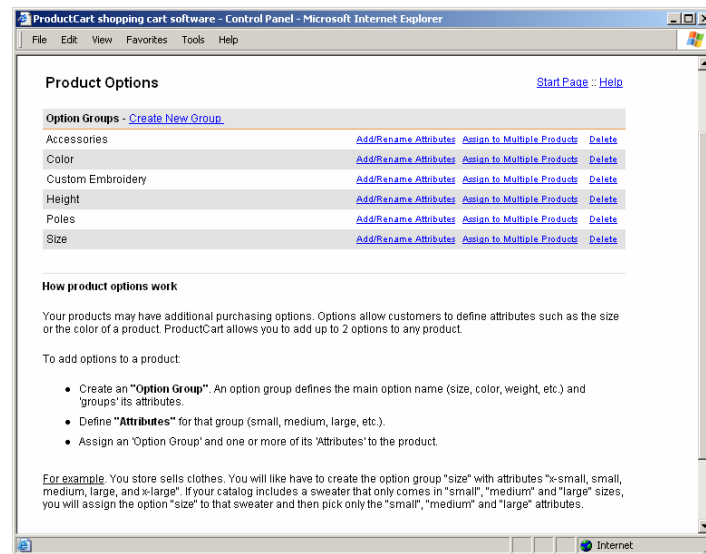 ProductCart shopping cart software - Control Panel - Microsoft Internet Explorer
File Edit View Favorites Tools Help
Product Options
Start Page :: Help
Option Groups - Create New Group
Accessories Add/Rename Attributes Assign to Multiple Products Delete
Color Add/Rename Attributes Assign to Multiple Products Delete
Custom Embroidery Add/Rename Attributes Assign to Multiple Products Delete
Height Add/Rename Attributes Assign to Multiple Products Delete
Poles Add/Rename Attributes Assign to Multiple Products Delete
Size Add/Rename Attributes Assign to Multiple Products Delete
How product options work
Your products may have additional purchasing options. Options allow customers to define attributes such as the size
or the color of a product. ProductCart allows you to add up to 2 options to any product.
To add options to a product:
• Create an "Option Group". An option group defines the main option name (size, color, weight, etc.) and
'groups' its attributes.
• Define "Attributes" for that group (small, medium, large, etc.).
• Assign an 'Option Group' and one or more of its 'Attributes' to the product.
For example. You store sells clothes. You will like have to create the option group "size" with attributes "x-small, small,
medium, large, and x-large". If your catalog includes a sweater that only comes in "small", "medium" and "large" sizes,
you will assign the option "size" to that sweater and then pick only the "small", "medium" and "large" attributes.
Internet